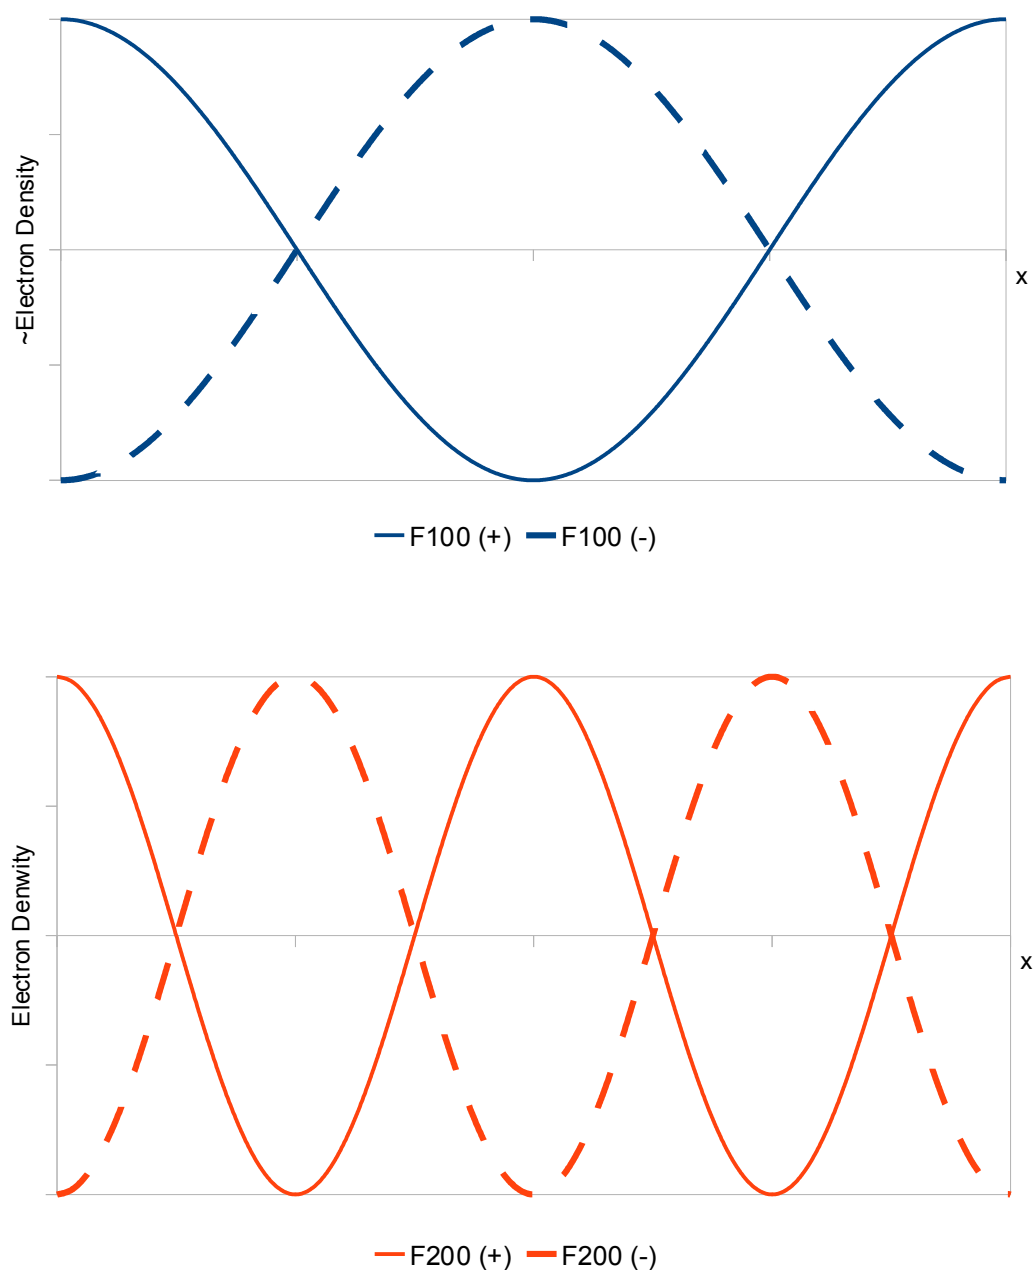 ~Electron Density
x
F100 (+) F100 (-)
Electron Denwity
x
F200 (+) F200 (-)